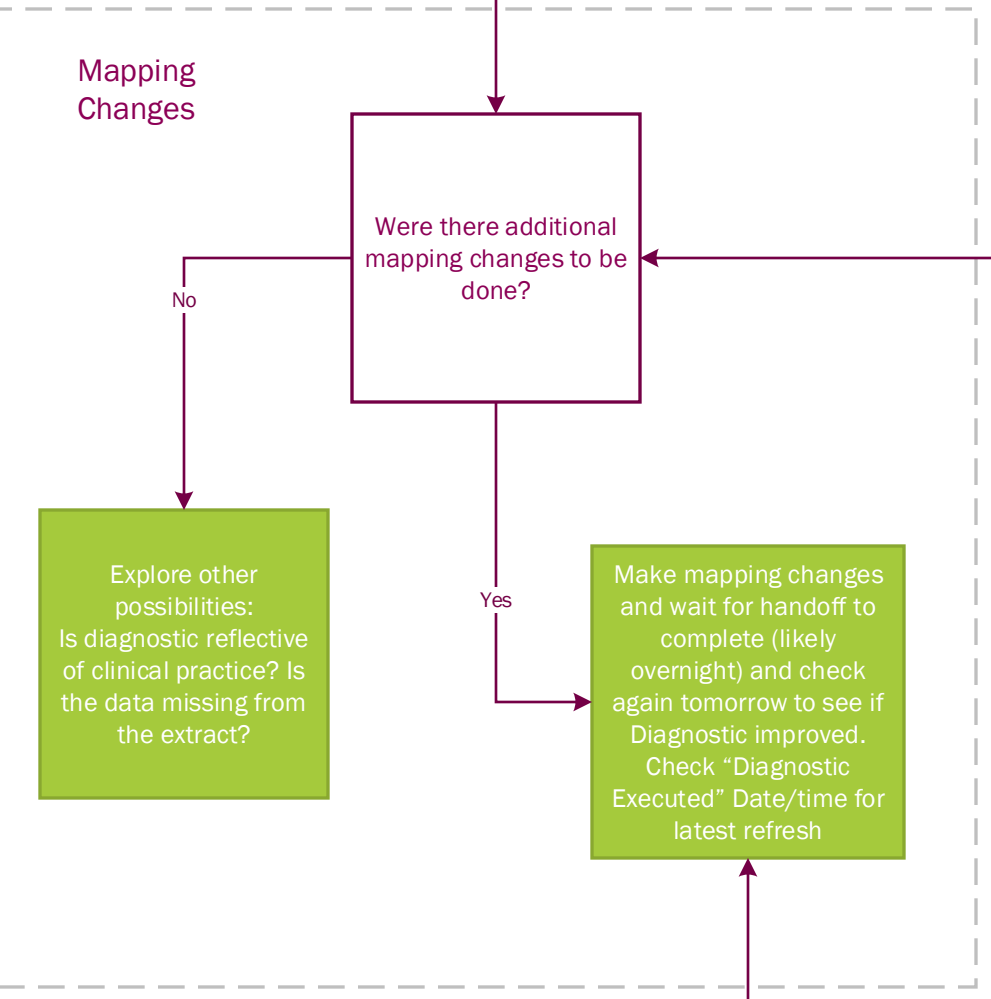 Mapping
Changes
Were there additional
mapping changes to be
done?
No
Yes
Explore other
possibilities:
Is diagnostic reflective
of clinical practice? Is
the data missing from
the extract?
Make mapping changes
and wait for handoff to
complete (likely
overnight) and check
again tomorrow to see if
Diagnostic improved.
Check “Diagnostic
Executed” Date/time for
latest refresh